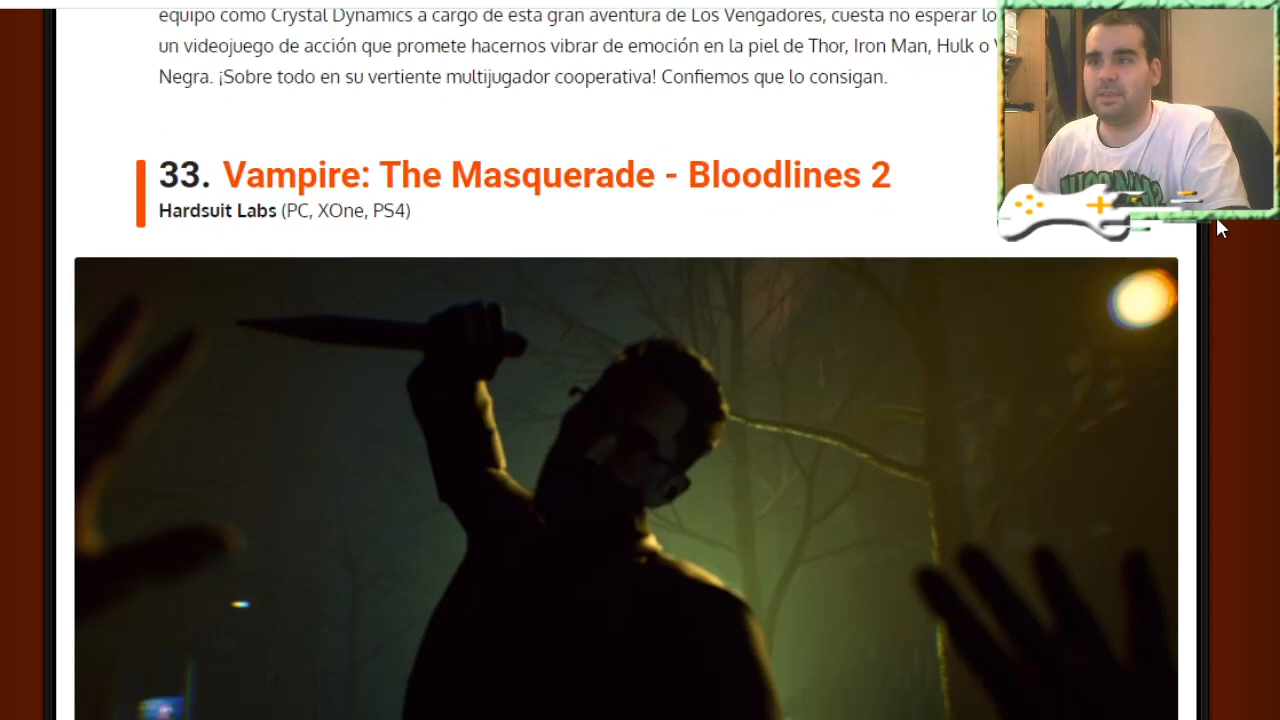 equipo como Crystal Dynamics a cargo de esta gran aventura de Los Vengadores, cuesta no esperar lo
un videojuego de acción que promete hacernos vibrar de emoción en la piel de Thor, Iron Man, Hulk o
Negra. ¡Sobre todo en su vertiente multijugador cooperativa! Confiemos que lo consigan.
33. Vampire: The Masquerade - Bloodlines 2
Hardsuit Labs (PC, XOne, PS4)